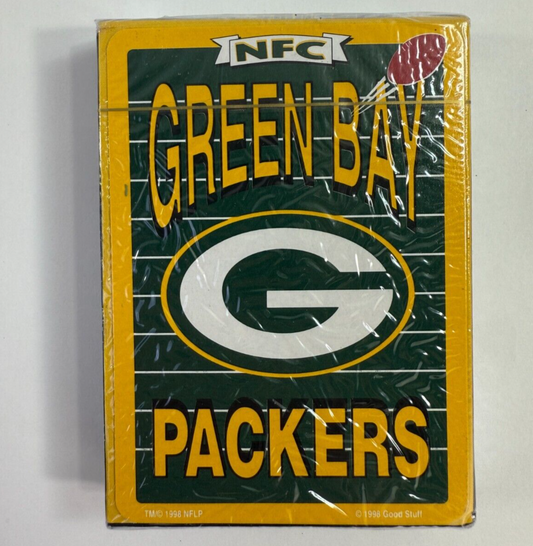 NFC
GREEN BAY
G
PACKERS
TM/© 1998 NFLP © 1998 Good Stuff